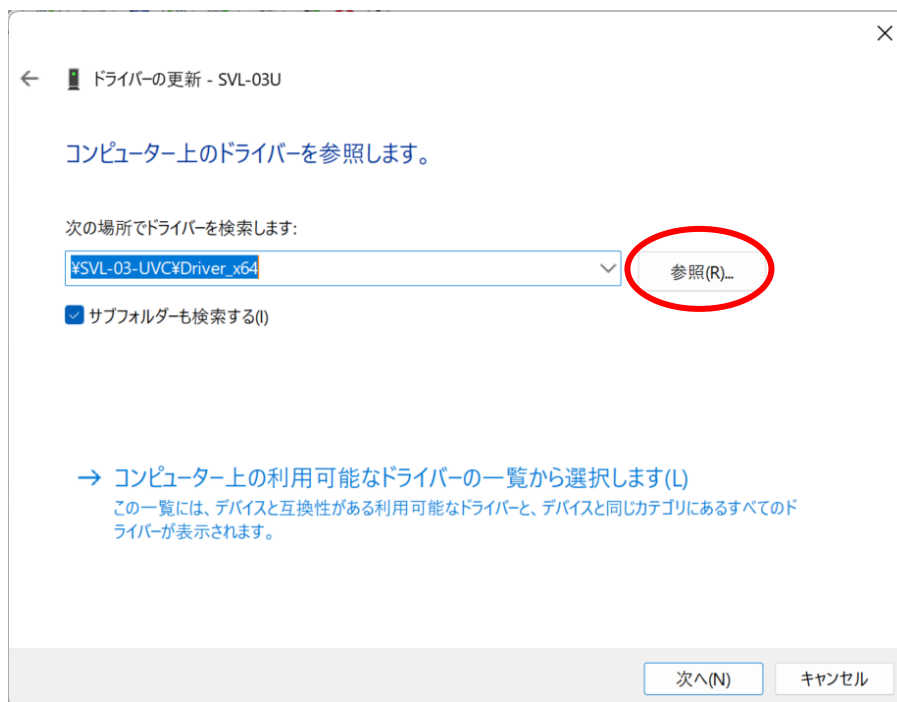 ドライバーの更新 - SVL-03U
コンピューター上のドライバーを参照します。
次の場所でドライバーを検索します:
¥SVL-03-UVC¥Driver_x64
参照(R)...
サブフォルダーも検索する(I)
→ コンピューター上の利用可能なドライバーの一覧から選択します(L)
この一覧には、デバイスと互換性がある利用可能なドライバーと、デバイスと同じカテゴリにあるすべてのド
ライバーが表示されます。
次へ(N)
キャンセル